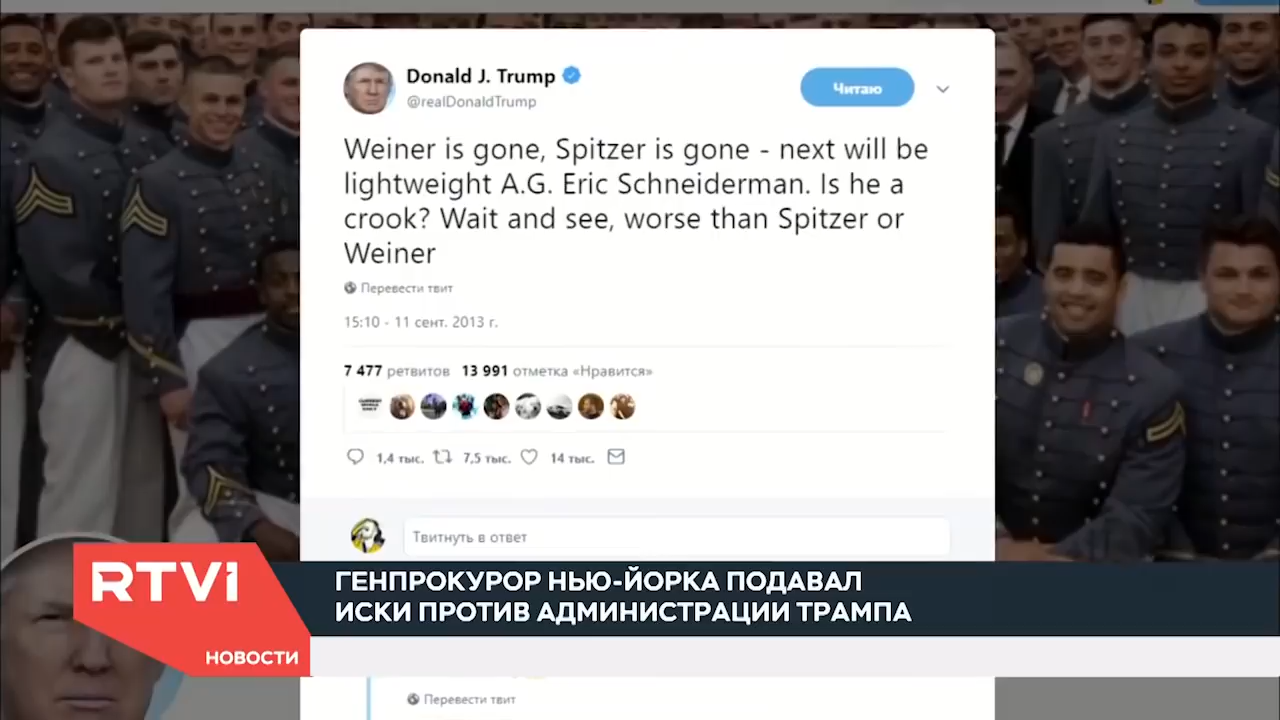 Donald J. Trump
@realDonaldTrump
Читаю
Weiner is gone, Spitzer is gone - next will be
lightweight A.G. Eric Schneiderman. Is he a
crook? Wait and see, worse than Spitzer or
Weiner
Перевести твит
15:10 - 11 сент. 2013 г.
7 477 ретвитов 13 991 отметка «Нравится»
1,4 тыс. 7,5 тыс. 14 тыс.
Твитнуть в ответ
RTVi
НОВОСТИ
ГЕНПРОКУРОР НЬЮ-ЙОРКА ПОДАВАЛ
ИСКИ ПРОТИВ АДМИНИСТРАЦИИ ТРАМПА
Перевести твит